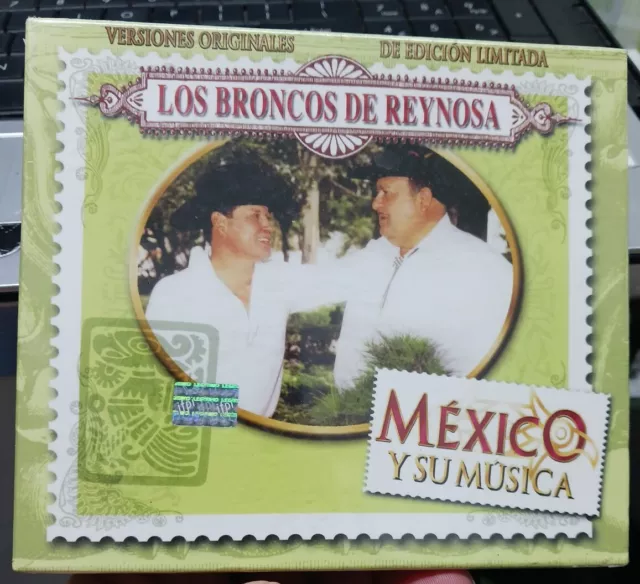 VERSIONES ORIGINALES
DE EDICIÓN LIMITADA
LOS BRONCOS DE REYNOSA
MÉXICO
Y SU MÚSICA